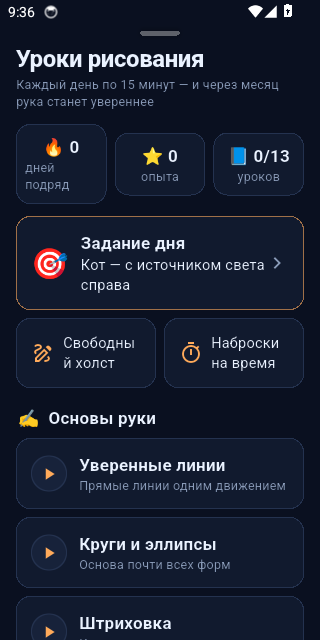 9:36
Уроки рисования
Каждый день по 15 минут — и через месяц
рука станет увереннее
🔥 0
дней
подряд
⭐ 0
опыта
📘 0/13
уроков
Задание дня
Кот — с источником света
справа
Свободны
й холст
Наброски
на время
✍️ Основы руки
Уверенные линии
Прямые линии одним движением
Круги и эллипсы
Основа почти всех форм
Штриховка